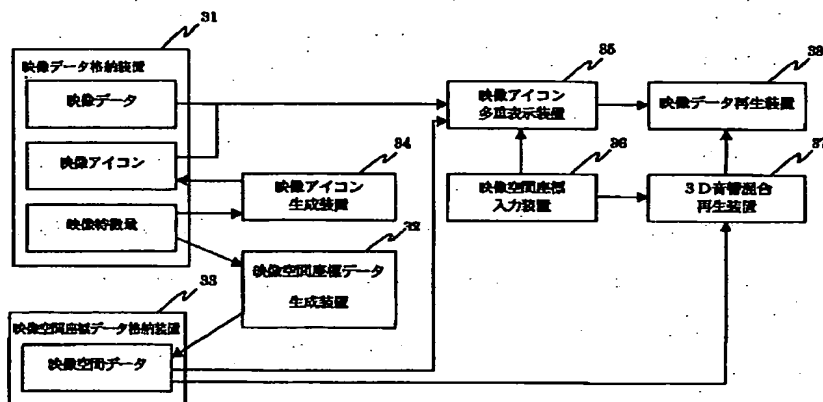 31
映像データ格納装置
映像データ
映像アイコン
映像特徴量
34
映像アイコン
生成装置
32
映像空間座標データ
生成装置
33
映像空間座標データ格納装置
映像空間データ
35
映像アイコン
多重表示装置
36
映像空間座標
入力装置
38
映像データ再生装置
37
3D音響混合
再生装置